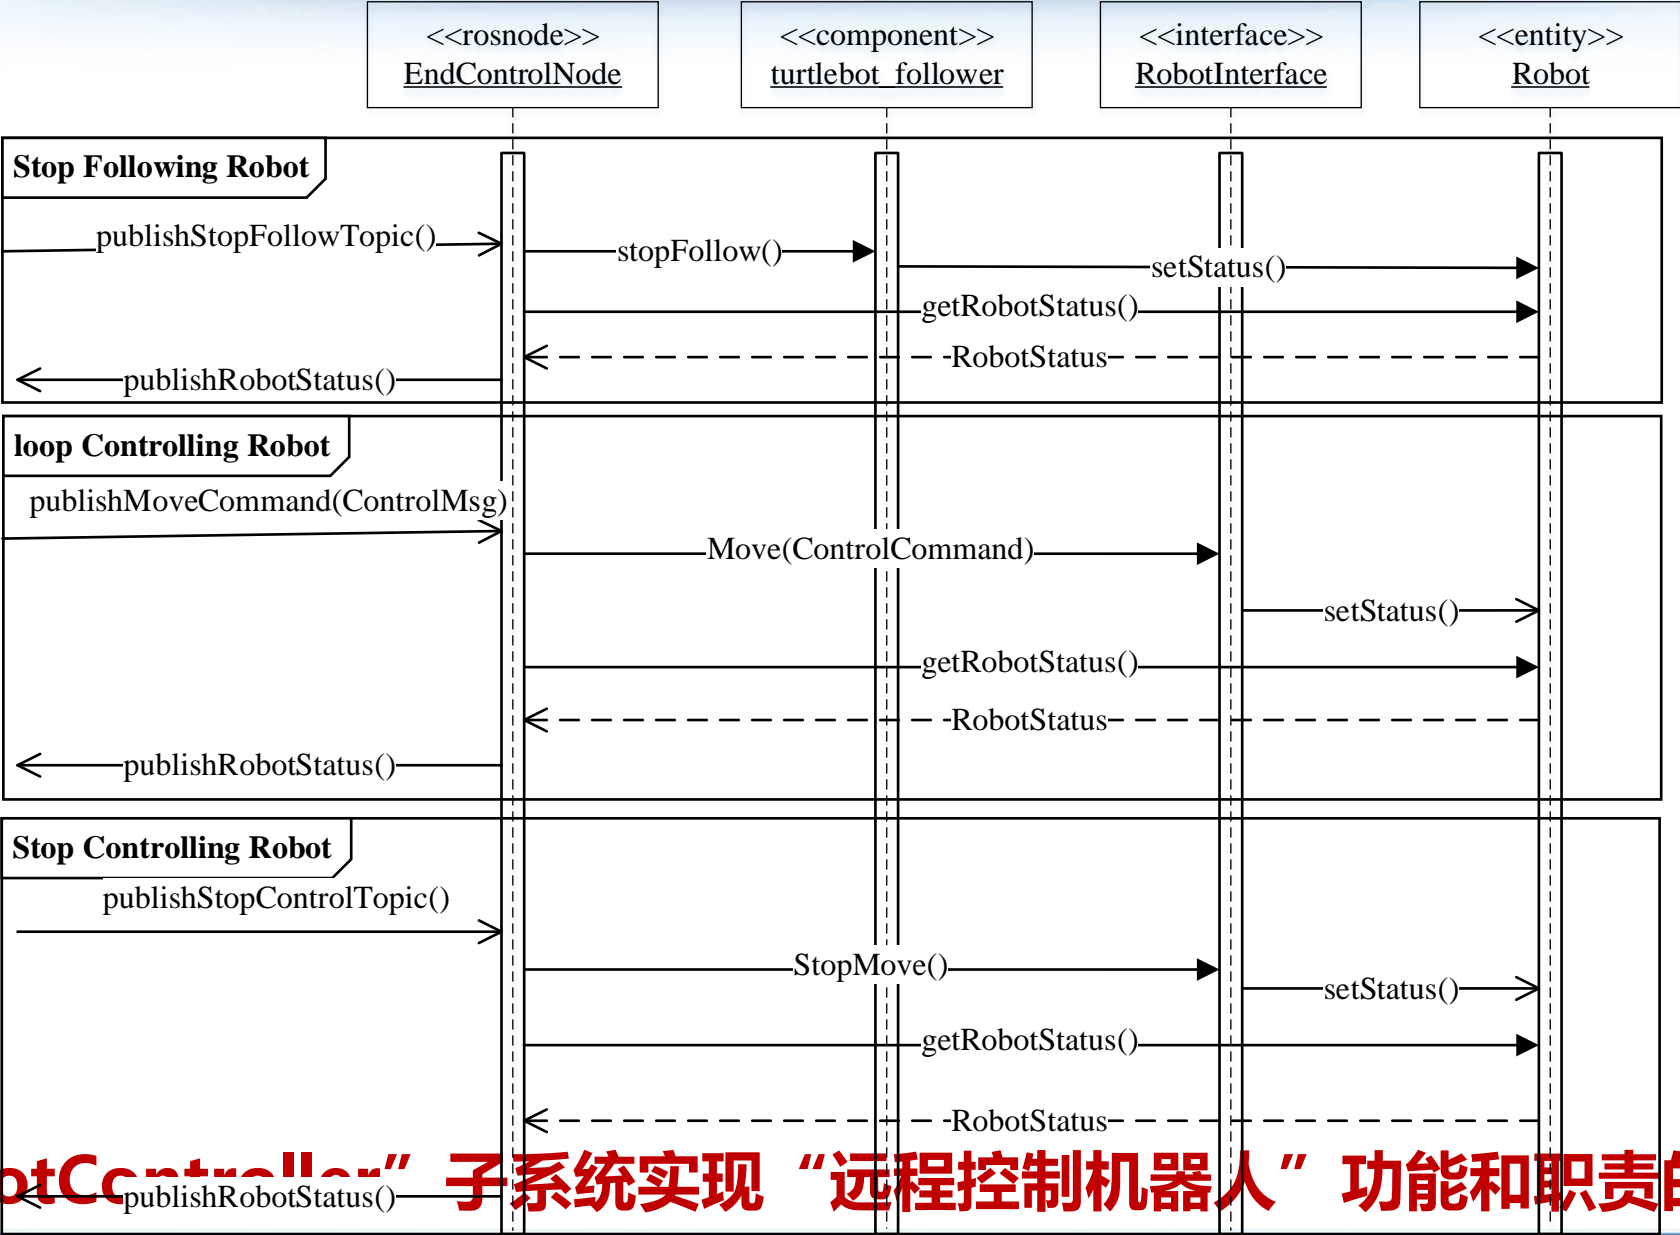 <<rosnode>>
EndControlNode
<<component>>
turtlebot_follower
<<interface>>
RobotInterface
<<entity>>
Robot
Stop Following Robot
publishStopFollowTopic()
stopFollow()
setStatus()
getRobotStatus()
RobotStatus
publishRobotStatus()
loop Controlling Robot
publishMoveCommand(ControlMsg)
Move(ControlCommand)
setStatus()
getRobotStatus()
RobotStatus
publishRobotStatus()
Stop Controlling Robot
publishStopControlTopic()
StopMove()
setStatus()
getRobotStatus()
RobotStatus
otController” 子系统实现 “远程控制机器人” 功能和职责的
publishRobotStatus()